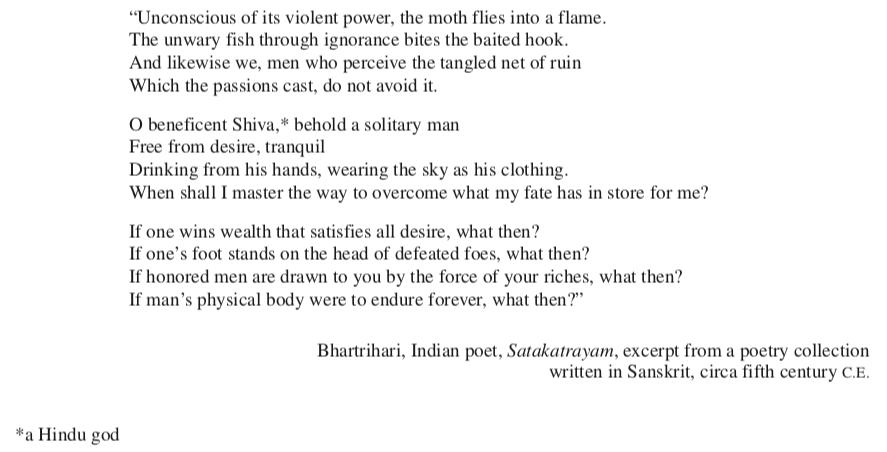 “Unconscious of its violent power, the moth flies into a flame.
The unwary fish through ignorance bites the baited hook.
And likewise we, men who perceive the tangled net of ruin
Which the passions cast, do not avoid it.
O beneficent Shiva,* behold a solitary man
Free from desire, tranquil
Drinking from his hands, wearing the sky as his clothing.
When shall I master the way to overcome what my fate has in store for me?
If one wins wealth that satisfies all desire, what then?
If one’s foot stands on the head of defeated foes, what then?
If honored men are drawn to you by the force of your riches, what then?
If man’s physical body were to endure forever, what then?”
Bhartrihari, Indian poet, Satakatrayam, excerpt from a poetry collection
written in Sanskrit, circa fifth century C.E.
*a Hindu god